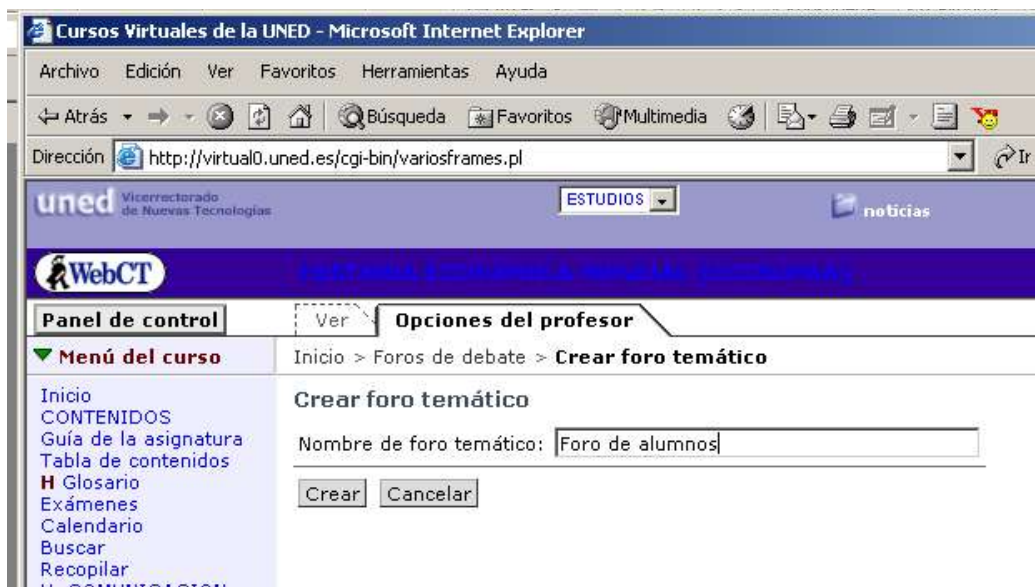 Cursos Virtuales de la UNED - Microsoft Internet Explorer
Archivo Edición Ver Favoritos Herramientas Ayuda
Atrás Búsqueda Favoritos Multimedia
Dirección http://virtual0.uned.es/cgi-bin/variosframes.pl Ir
uned Vicerrectorado de Nuevas Tecnologías ESTUDIOS noticias
WebCT
Panel de control Ver Opciones del profesor
Menú del curso Inicio > Foros de debate > Crear foro temático
Inicio
CONTENIDOS
Guía de la asignatura
Tabla de contenidos
H Glosario
Exámenes
Calendario
Buscar
Recopilar
Crear foro temático
Nombre de foro temático: Foro de alumnos
Crear Cancelar